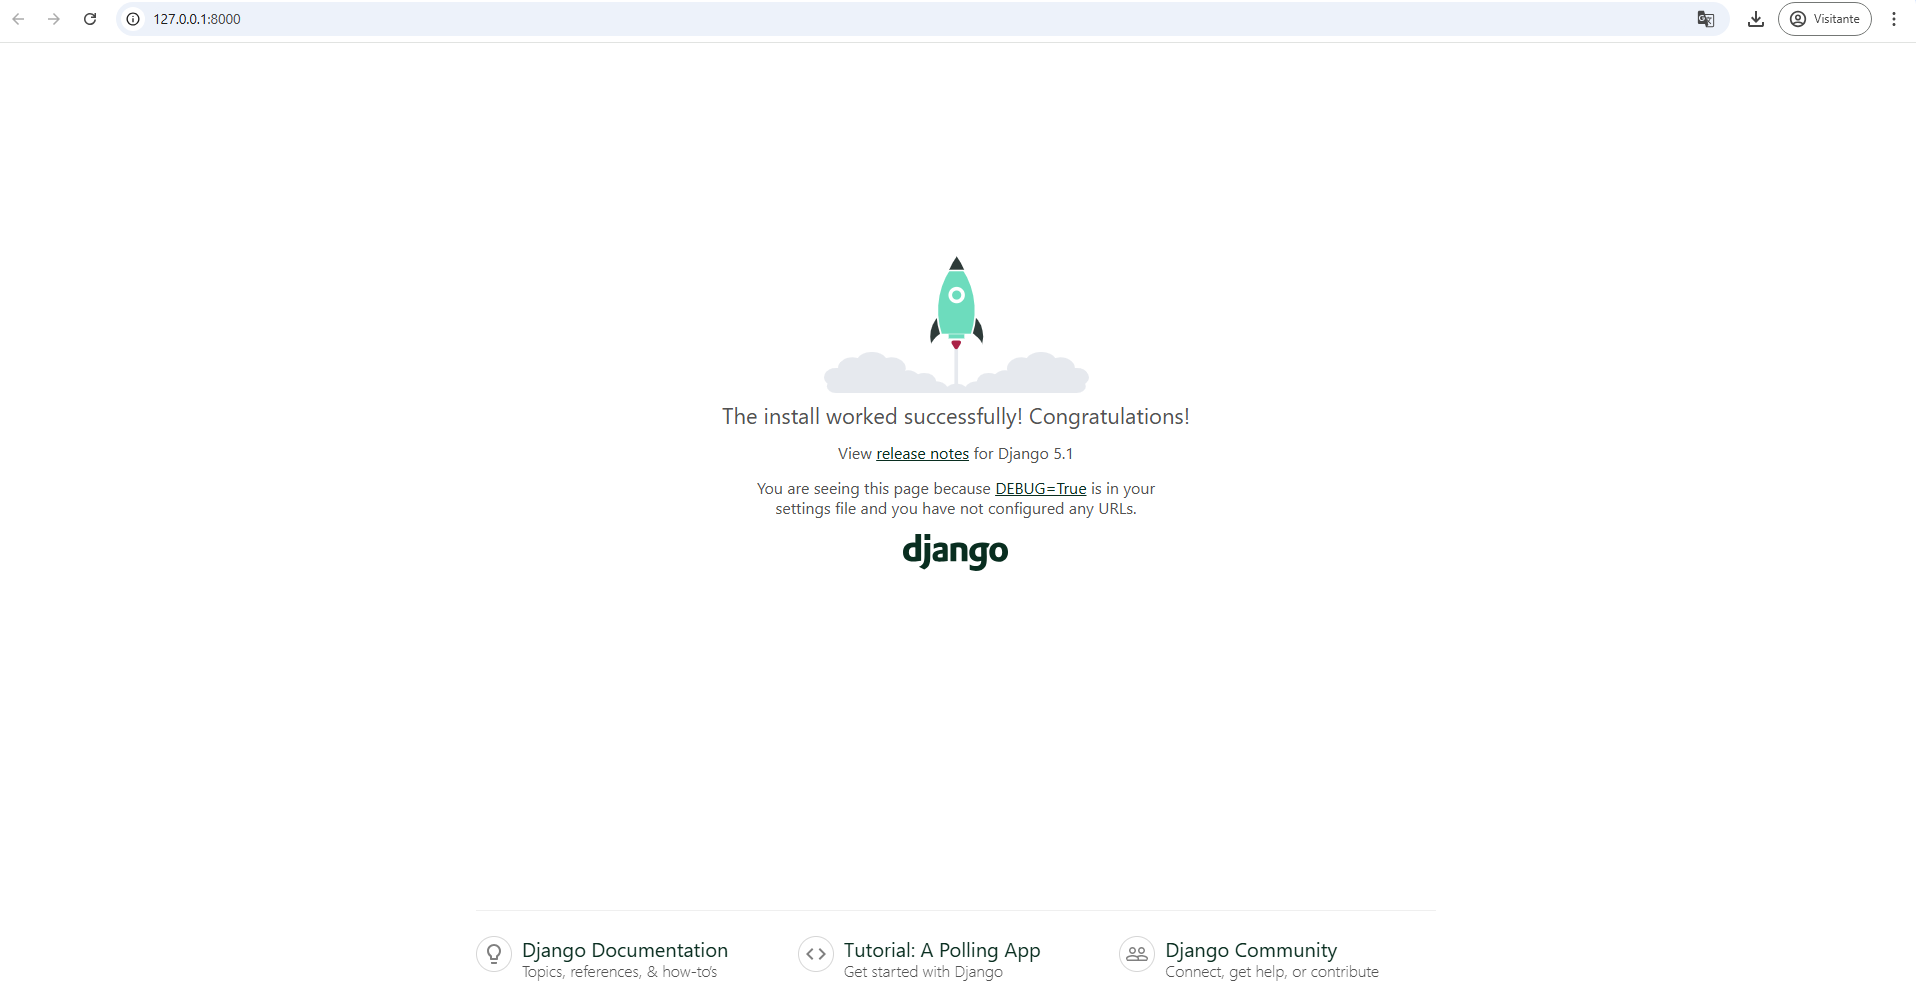 127.0.0.1:8000
Visitante
The install worked successfully! Congratulations!
View release notes for Django 5.1
You are seeing this page because DEBUG=True is in your
settings file and you have not configured any URLs.
django
Django Documentation
Topics, references, & how-to's
Tutorial: A Polling App
Get started with Django
Django Community
Connect, get help, or contribute